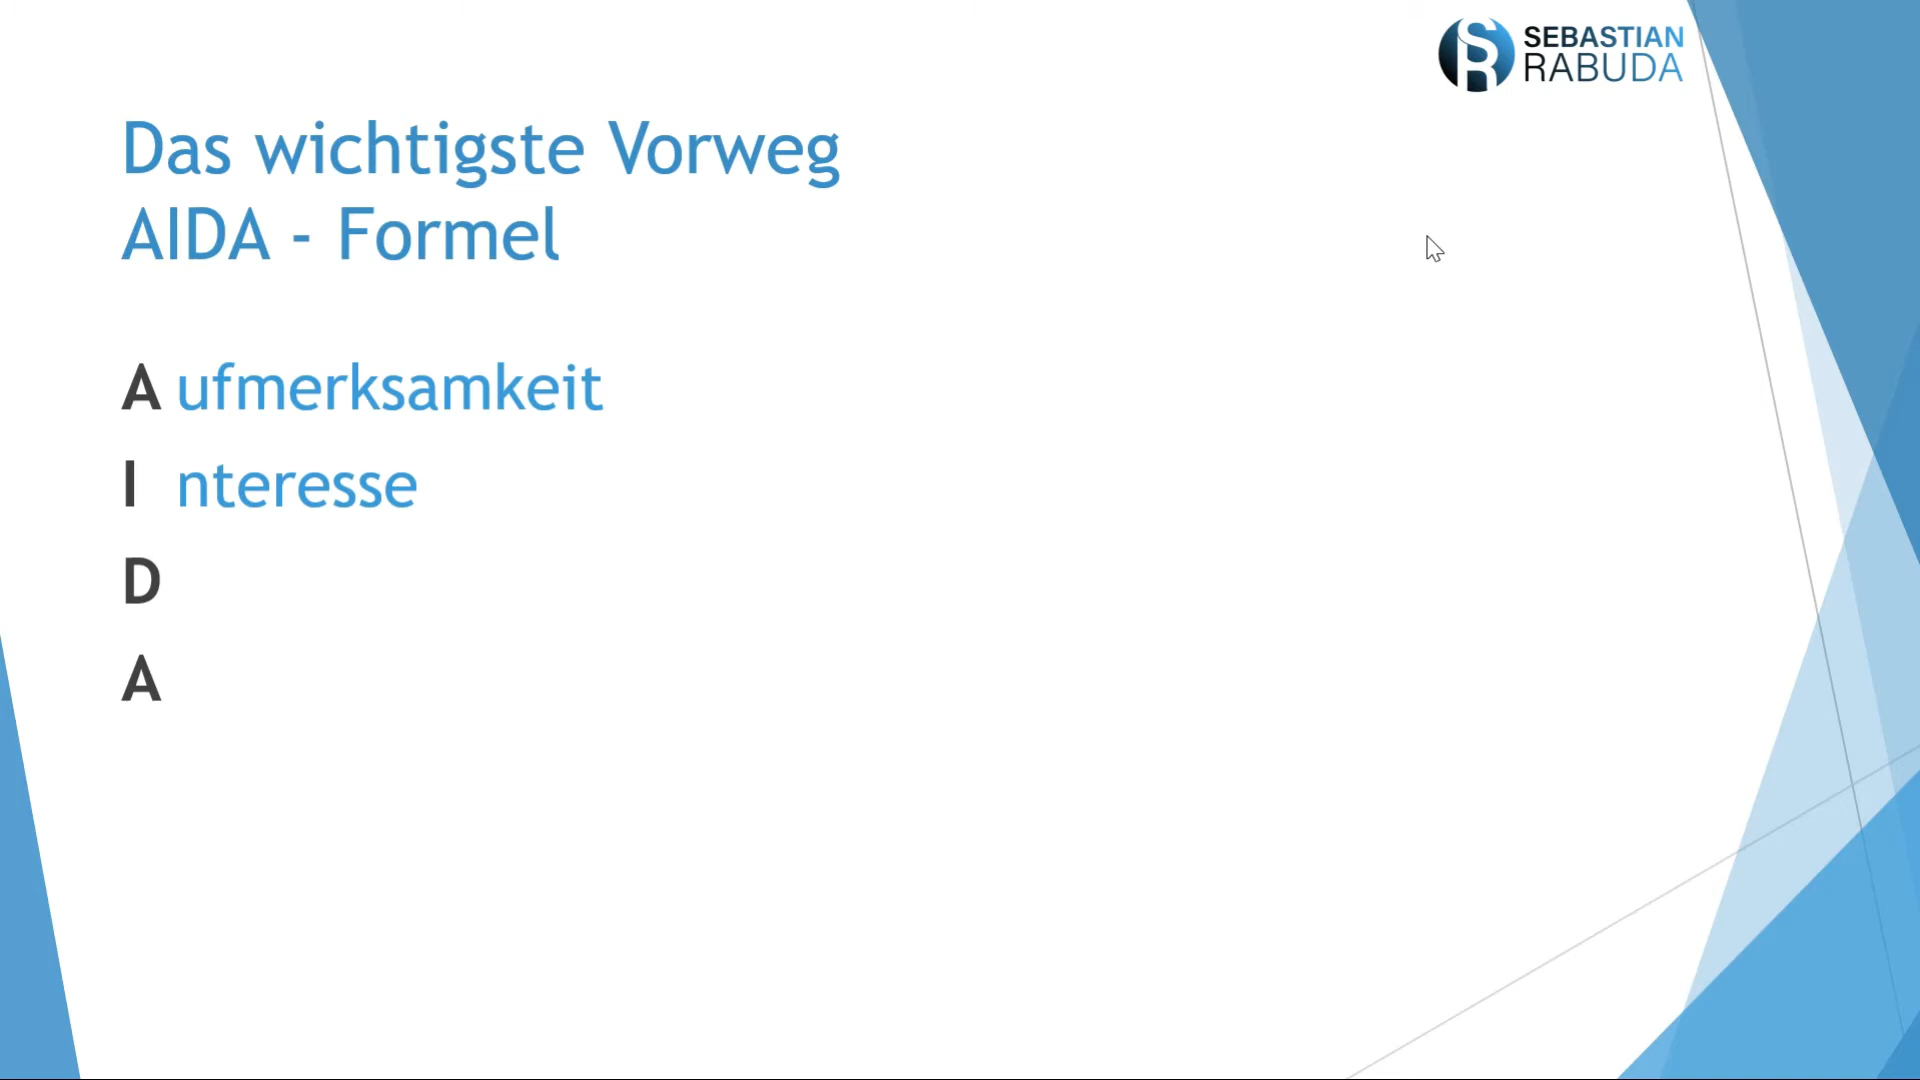 SEBASTIAN
RABUDA
Das wichtigste Vorweg
AIDA - Formel
A ufmerksamkeit
I nteresse
D
A